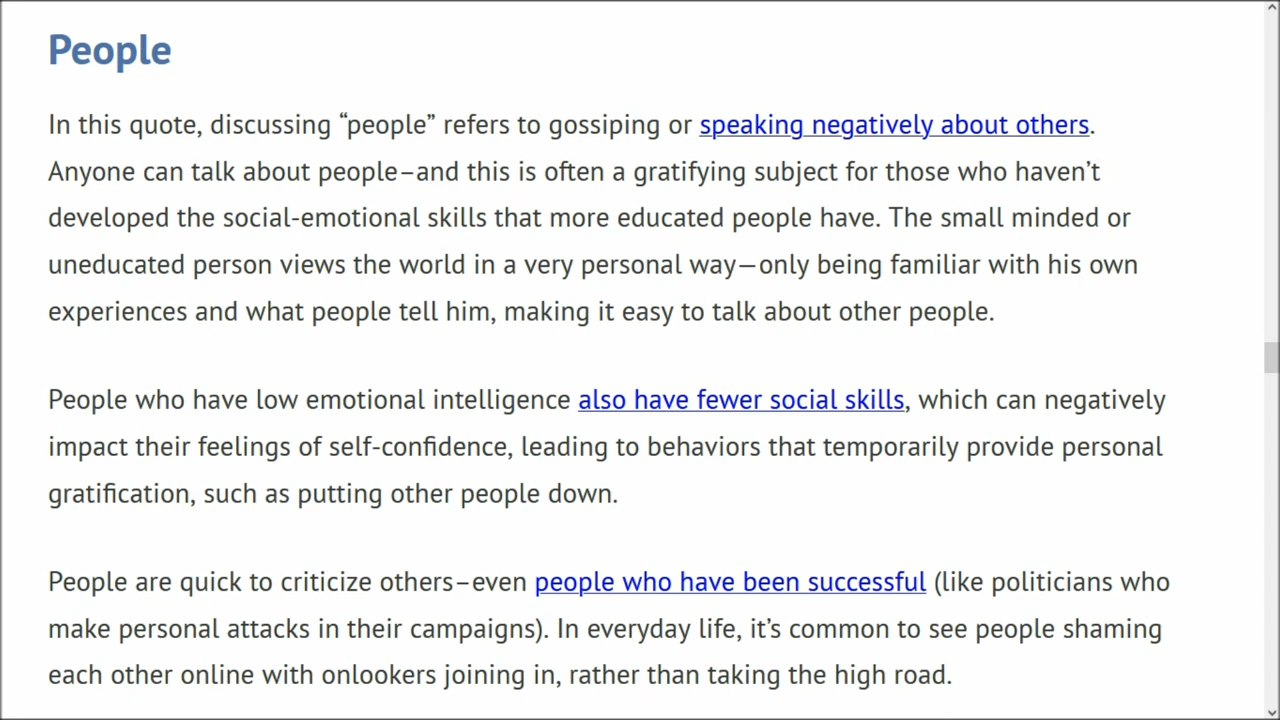 People
In this quote, discussing “people” refers to gossiping or speaking negatively about others.
Anyone can talk about people–and this is often a gratifying subject for those who haven’t
developed the social-emotional skills that more educated people have. The small minded or
uneducated person views the world in a very personal way—only being familiar with his own
experiences and what people tell him, making it easy to talk about other people.
People who have low emotional intelligence also have fewer social skills, which can negatively
impact their feelings of self-confidence, leading to behaviors that temporarily provide personal
gratification, such as putting other people down.
People are quick to criticize others–even people who have been successful (like politicians who
make personal attacks in their campaigns). In everyday life, it’s common to see people shaming
each other online with onlookers joining in, rather than taking the high road.